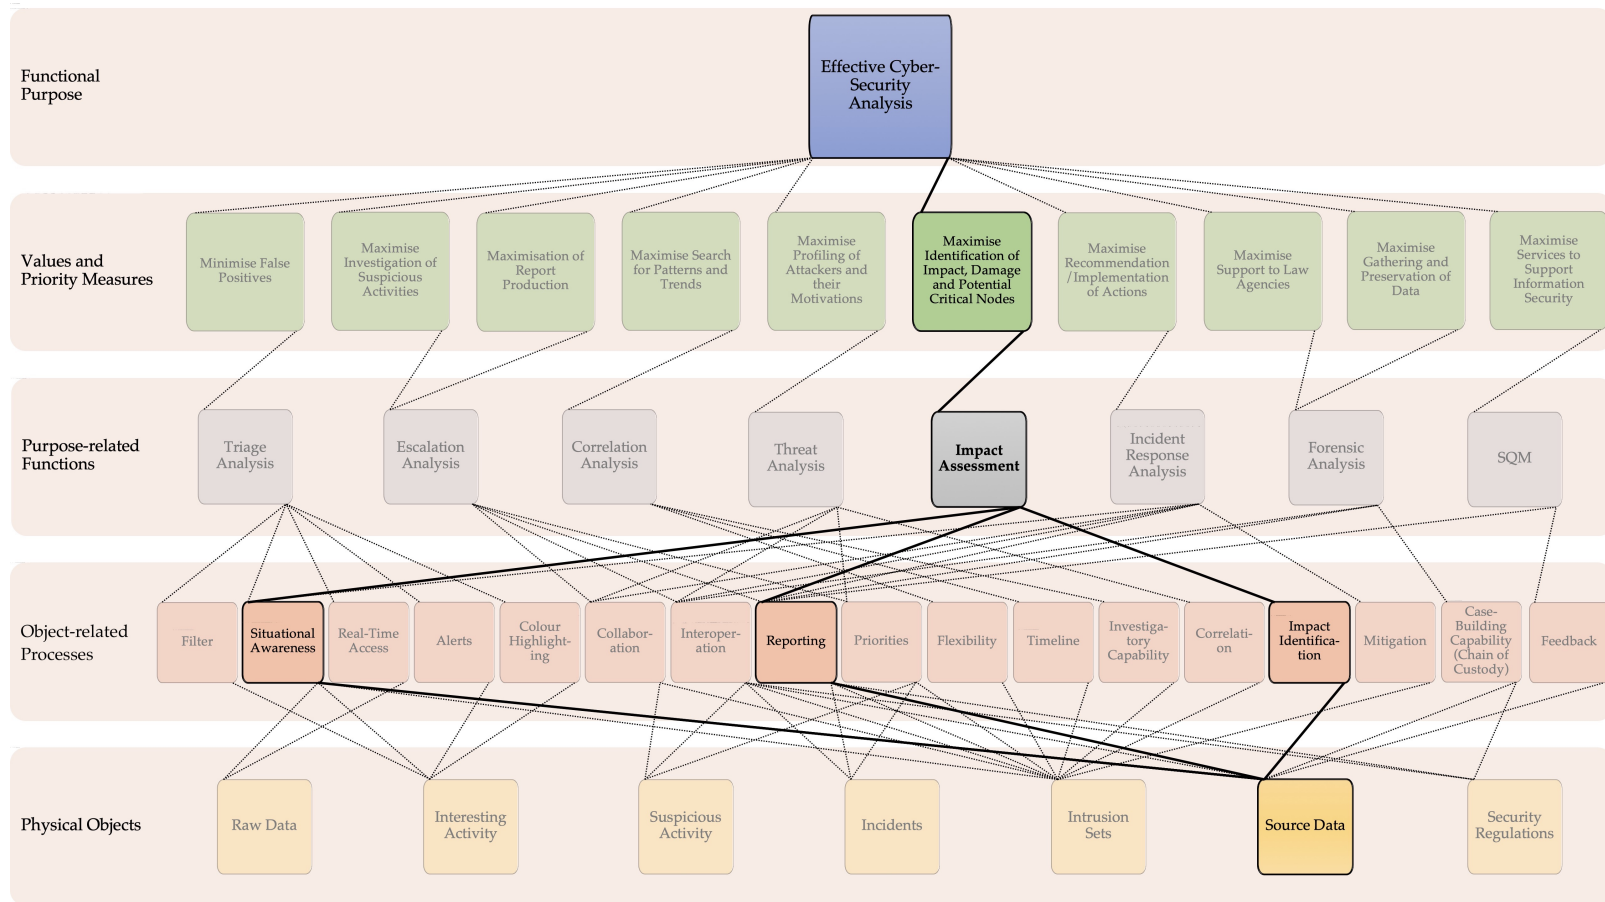 Effective Cyber-
Security
Analysis
Functional
Purpose
Values and
Priority Measures
Minimise False
Positives
Maximise
Investigation of
Suspicious
Activities
Maximisation of
Report
Production
Maximise Search
for Patterns and
Trends
Maximise
Profiling of
Attackers and
their
Motivations
Maximise
Identification of
Impact, Damage
and Potential
Critical Nodes
Maximise
Recommendation
/Implementation
of Actions
Maximise
Support to Law
Agencies
Maximise
Gathering and
Preservation of
Data
Maximise
Services to
Support
Information
Security
Purpose-related
Functions
Triage
Analysis
Escalation
Analysis
Correlation
Analysis
Threat
Analysis
Impact
Assessment
Incident
Response
Analysis
Forensic
Analysis
SQM
Object-related
Processes
Filter
Situational
Awareness
Real-Time
Access
Alerts
Colour
Highlight-
ing
Collabor-
ation
Interoper-
ation
Reporting
Priorities
Flexibility
Timeline
Investiga-
tory
Capability
Correlati-
on
Impact
Identifica-
tion
Mitigation
Case-
Building
Capability
(Chain of
Custody)
Feedback
Physical Objects
Raw Data
Interesting
Activity
Suspicious
Activity
Incidents
Intrusion
Sets
Source Data
Security
Regulations